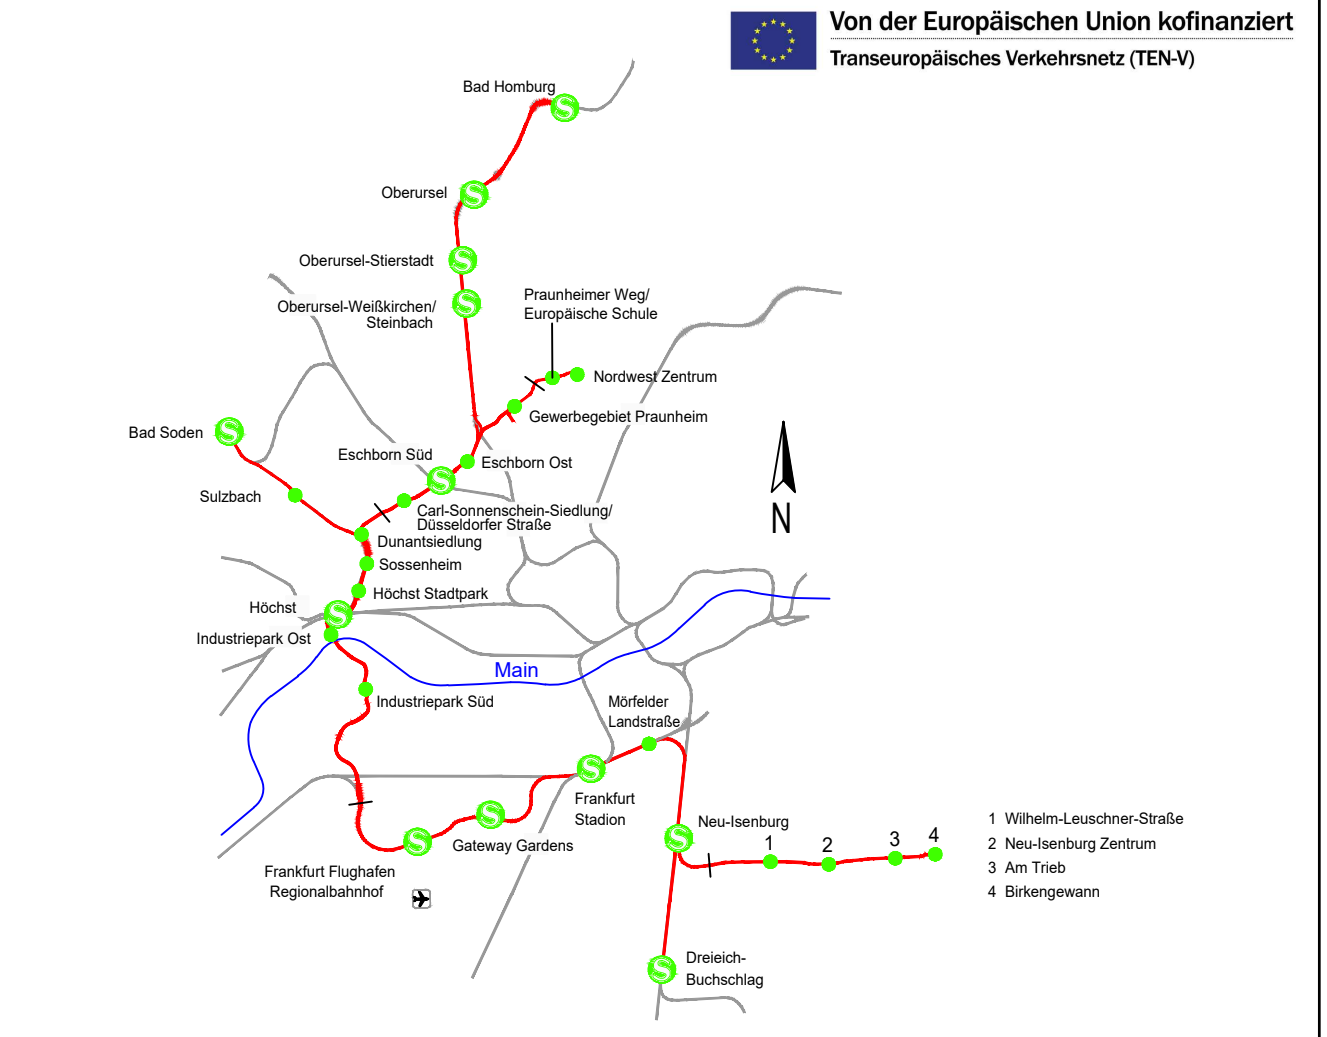 Von der Europäischen Union kofinanziert
Transeuropäisches Verkehrsnetz (TEN-V)
Bad Homburg
S
Oberursel
S
Oberursel-Stierstadt
S
Oberursel-Weißkirchen/
Steinbach
S
Praunheimer Weg/
Europäische Schule
Nordwest Zentrum
Gewerbegebiet Praunheim
Bad Soden
S
Eschborn Süd
S
Eschborn Ost
Sulzbach
Carl-Sonnenschein-Siedlung/
Düsseldorfer Straße
N
Dunantsiedlung
Sossenheim
Höchst Stadtpark
Höchst
S
Industriepark Ost
Main
Industriepark Süd
Mörfelder
Landstraße
S
Frankfurt
Stadion
S
Gateway Gardens
S
Frankfurt Flughafen
Regionalbahnhof
Neu-Isenburg
S
1
2
3
4
1 Wilhelm-Leuschner-Straße
2 Neu-Isenburg Zentrum
3 Am Trieb
4 Birkengewann
S
Dreieich-
Buchschlag